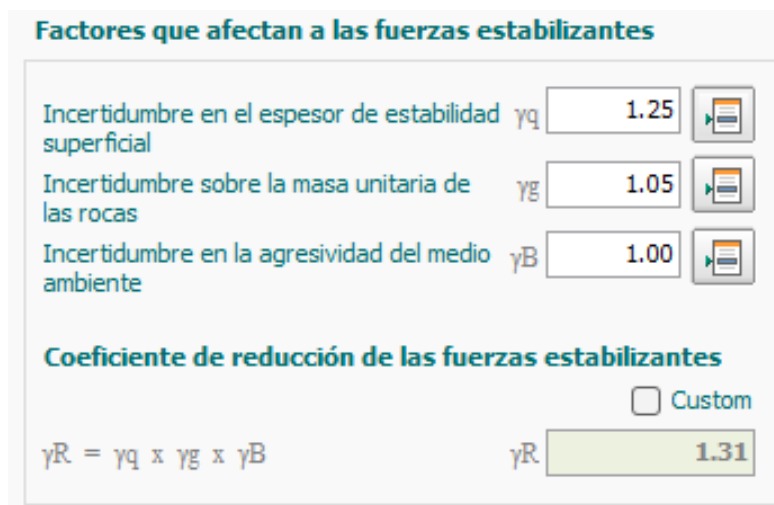 Factores que afectan a las fuerzas estabilizantes
Incertidumbre en el espesor de estabilidad γq 1.25
superficial
Incertidumbre sobre la masa unitaria de γg 1.05
las rocas
Incertidumbre en la agresividad del medio γB 1.00
ambiente
Coeficiente de reducción de las fuerzas estabilizantes
Custom
γR = γq x γg x γB γR 1.31